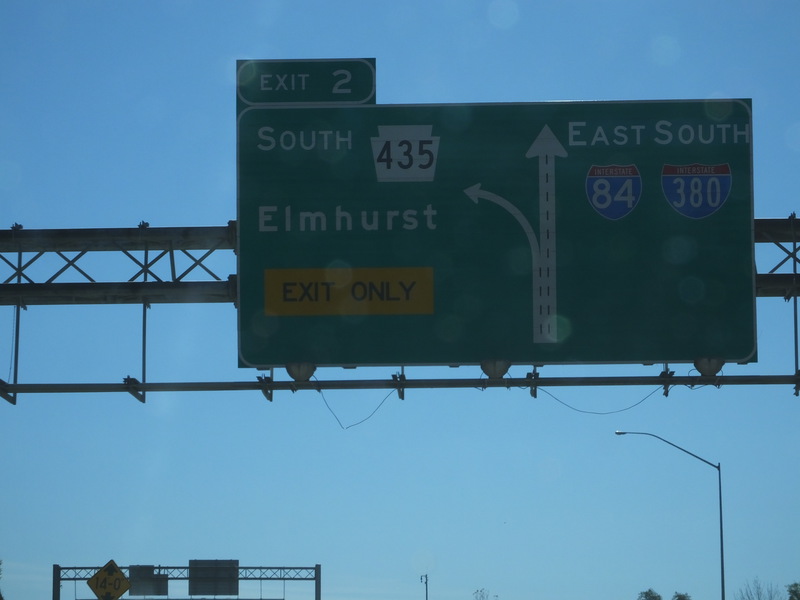 EXIT 2
SOUTH 435
Elmhurst
EXIT ONLY
EAST SOUTH
INTERSTATE 84
INTERSTATE 380
14-0